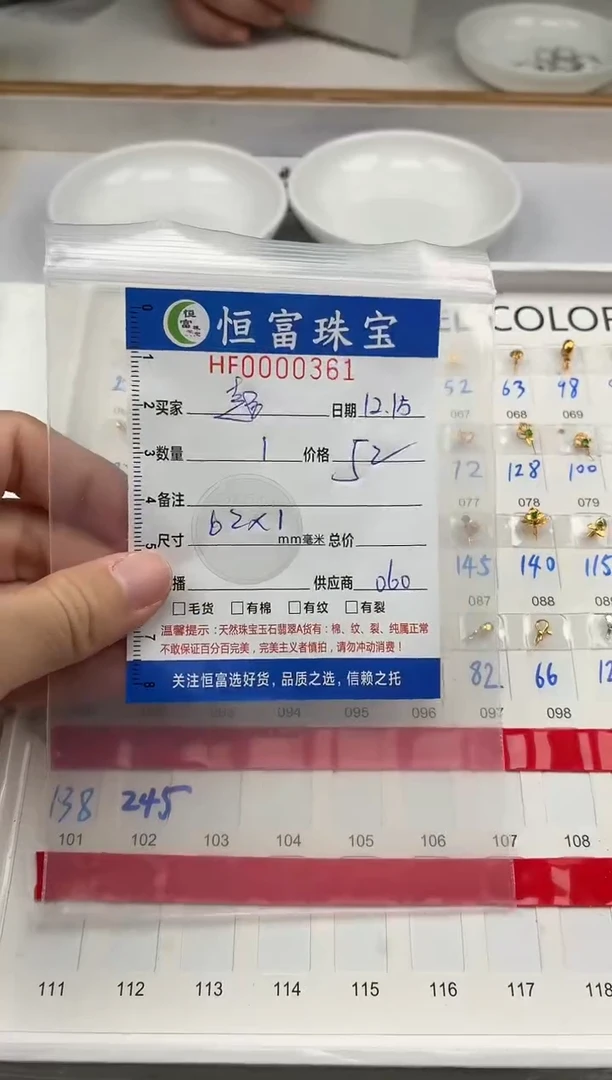 恒富珠宝
HF0000361
买家 日期 12.15
数量 1 价格 52
备注
尺寸 62×1 mm毫米 总价
播 供应商 060
毛货 有棉 有纹 有裂
温馨提示：天然珠宝玉石翡翠A货有：棉、纹、裂、纯属正常
不敢保证百分百完美，完美主义者慎拍，请勿冲动消费！
关注恒富选好货，品质之选，信赖之托
COLOR
52 63 98
067 068 069
72 128 100
077 078 079
145 140 115
087 088
82 66
094 095 096 097 098
138 245
101 102 103 104 105 106 107 108
111 112 113 114 115 116 117 118